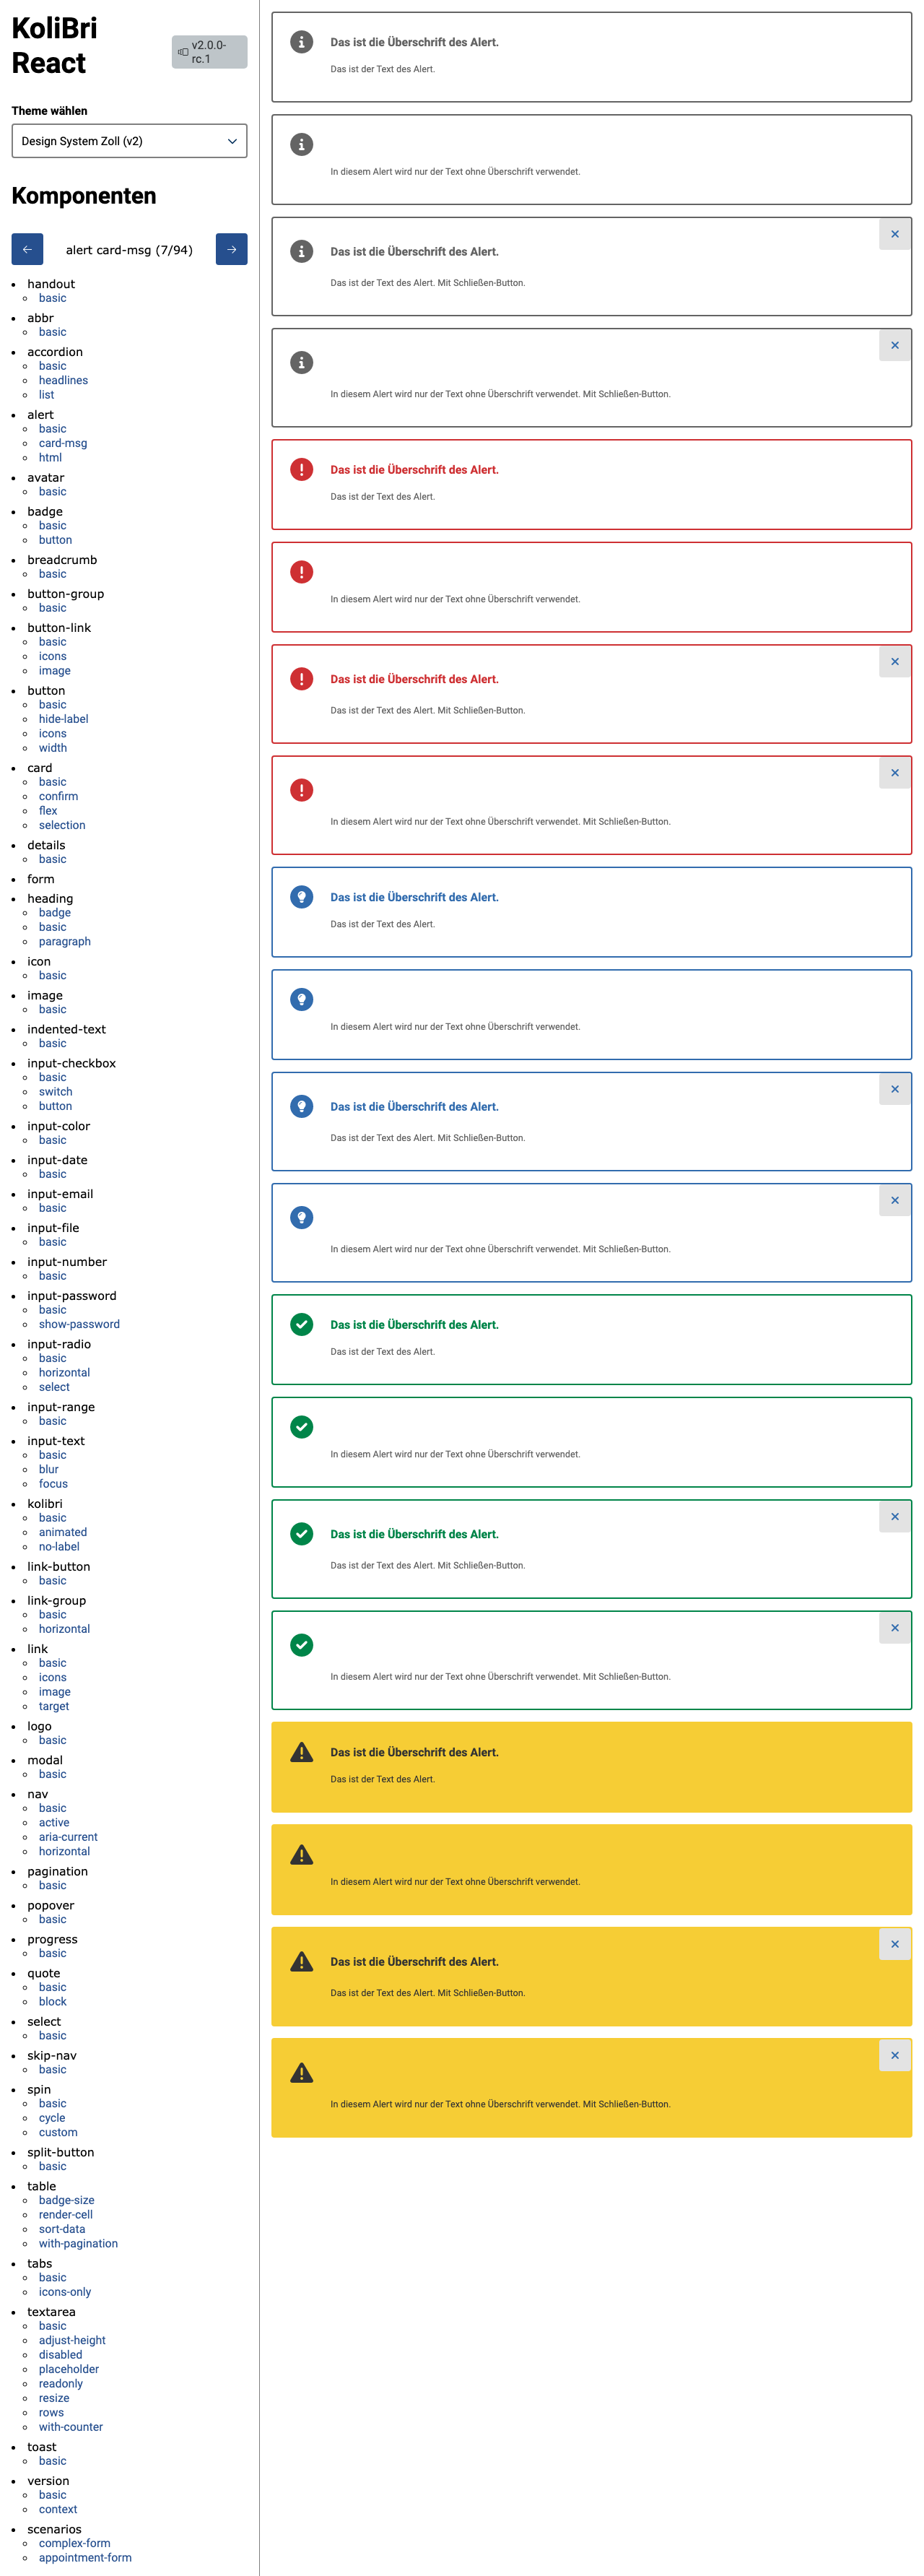 KoliBri
React
v2.0.0-
rc.1
Theme wählen
Design System Zoll (v2)
Komponenten
alert card-msg (7/94)
handout
basic
abbr
basic
accordion
basic
headlines
list
alert
basic
card-msg
html
avatar
basic
badge
basic
button
breadcrumb
basic
button-group
basic
button-link
basic
icons
image
button
basic
hide-label
icons
width
card
basic
confirm
flex
selection
details
basic
form
heading
badge
basic
paragraph
icon
basic
image
basic
indented-text
basic
input-checkbox
basic
switch
button
input-color
basic
input-date
basic
input-email
basic
input-file
basic
input-number
basic
input-password
basic
show-password
input-radio
basic
horizontal
select
input-range
basic
input-text
basic
blur
focus
kolibri
basic
animated
no-label
link-button
basic
link-group
basic
horizontal
link
basic
icons
image
target
logo
basic
modal
basic
nav
basic
active
aria-current
horizontal
pagination
basic
popover
basic
progress
basic
quote
basic
block
select
basic
skip-nav
basic
spin
basic
cycle
custom
split-button
basic
table
badge-size
render-cell
sort-data
with-pagination
tabs
basic
icons-only
textarea
basic
adjust-height
disabled
placeholder
readonly
resize
rows
with-counter
toast
basic
version
basic
context
scenarios
complex-form
appointment-form
Das ist die Überschrift des Alert.
Das ist der Text des Alert.
In diesem Alert wird nur der Text ohne Überschrift verwendet.
Das ist die Überschrift des Alert.
Das ist der Text des Alert. Mit Schließen-Button.
In diesem Alert wird nur der Text ohne Überschrift verwendet. Mit Schließen-Button.
Das ist die Überschrift des Alert.
Das ist der Text des Alert.
In diesem Alert wird nur der Text ohne Überschrift verwendet.
Das ist die Überschrift des Alert.
Das ist der Text des Alert. Mit Schließen-Button.
In diesem Alert wird nur der Text ohne Überschrift verwendet. Mit Schließen-Button.
Das ist die Überschrift des Alert.
Das ist der Text des Alert.
In diesem Alert wird nur der Text ohne Überschrift verwendet.
Das ist die Überschrift des Alert.
Das ist der Text des Alert. Mit Schließen-Button.
In diesem Alert wird nur der Text ohne Überschrift verwendet. Mit Schließen-Button.
Das ist die Überschrift des Alert.
Das ist der Text des Alert.
In diesem Alert wird nur der Text ohne Überschrift verwendet.
Das ist die Überschrift des Alert.
Das ist der Text des Alert. Mit Schließen-Button.
In diesem Alert wird nur der Text ohne Überschrift verwendet. Mit Schließen-Button.
Das ist die Überschrift des Alert.
Das ist der Text des Alert.
In diesem Alert wird nur der Text ohne Überschrift verwendet.
Das ist die Überschrift des Alert.
Das ist der Text des Alert. Mit Schließen-Button.
In diesem Alert wird nur der Text ohne Überschrift verwendet. Mit Schließen-Button.